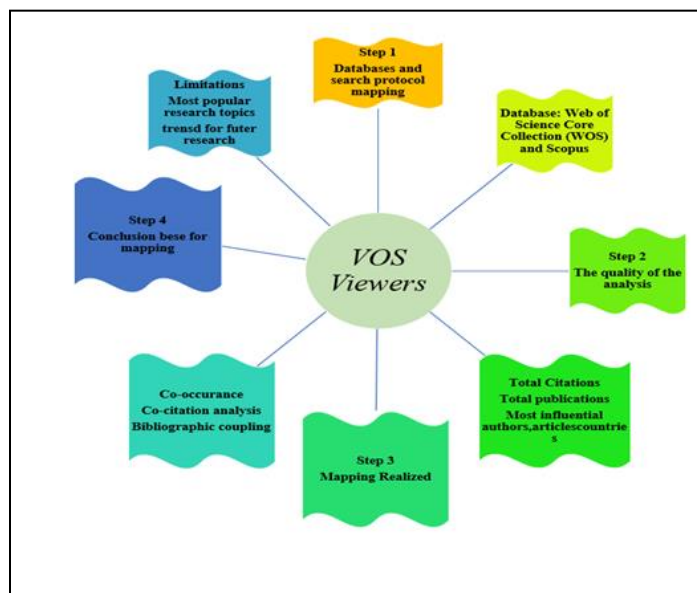 Step 1
Databases and
search protocol
mapping
Database: Web of
Science Core
Collection (WOS)
and Scopus
Step 2
The quality of the
analysis
Total Citations
Total publications
Most influential
authors,articlescountrie
s
Step 3
Mapping Realized
Co-occurance
Co-citation analysis
Bibliographic coupling
Step 4
Conclusion bese for
mapping
Limitations
Most popular
research topics
trensd for futer
research
VOS
Viewers